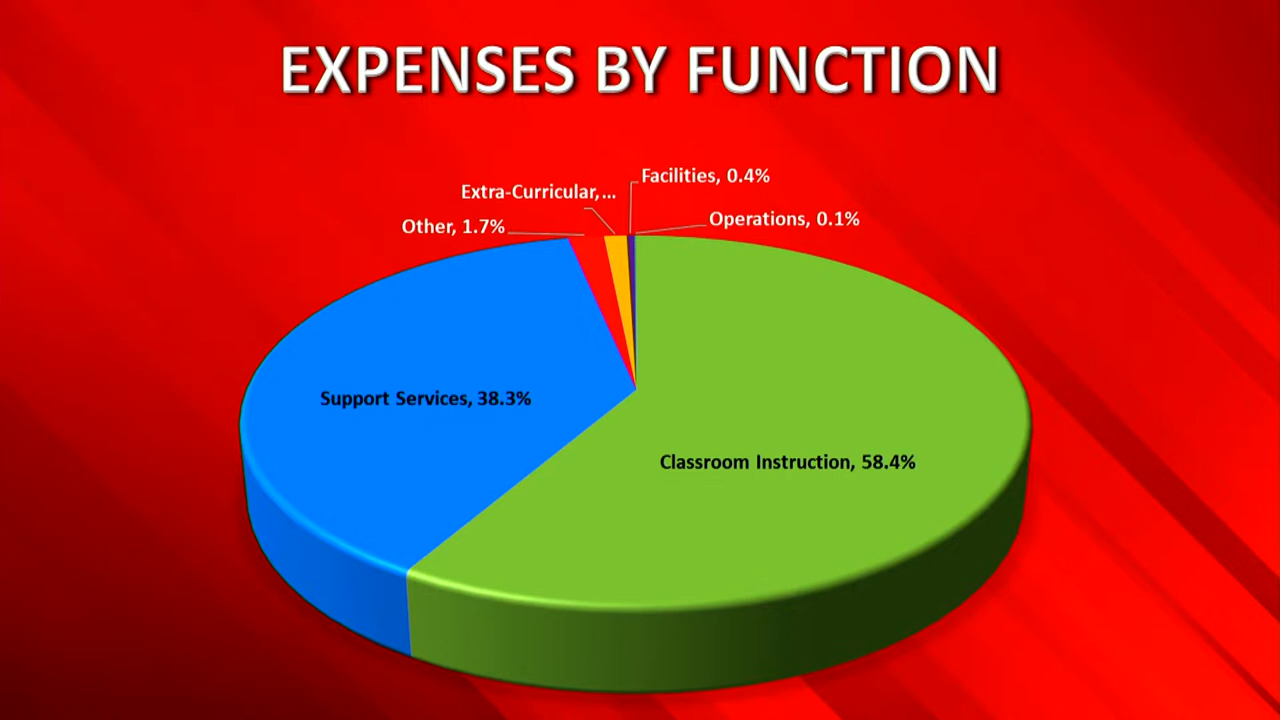 EXPENSES BY FUNCTION
Facilities, 0.4%
Extra-Curricular,...
Operations, 0.1%
Other, 1.7%
Support Services, 38.3%
Classroom Instruction, 58.4%